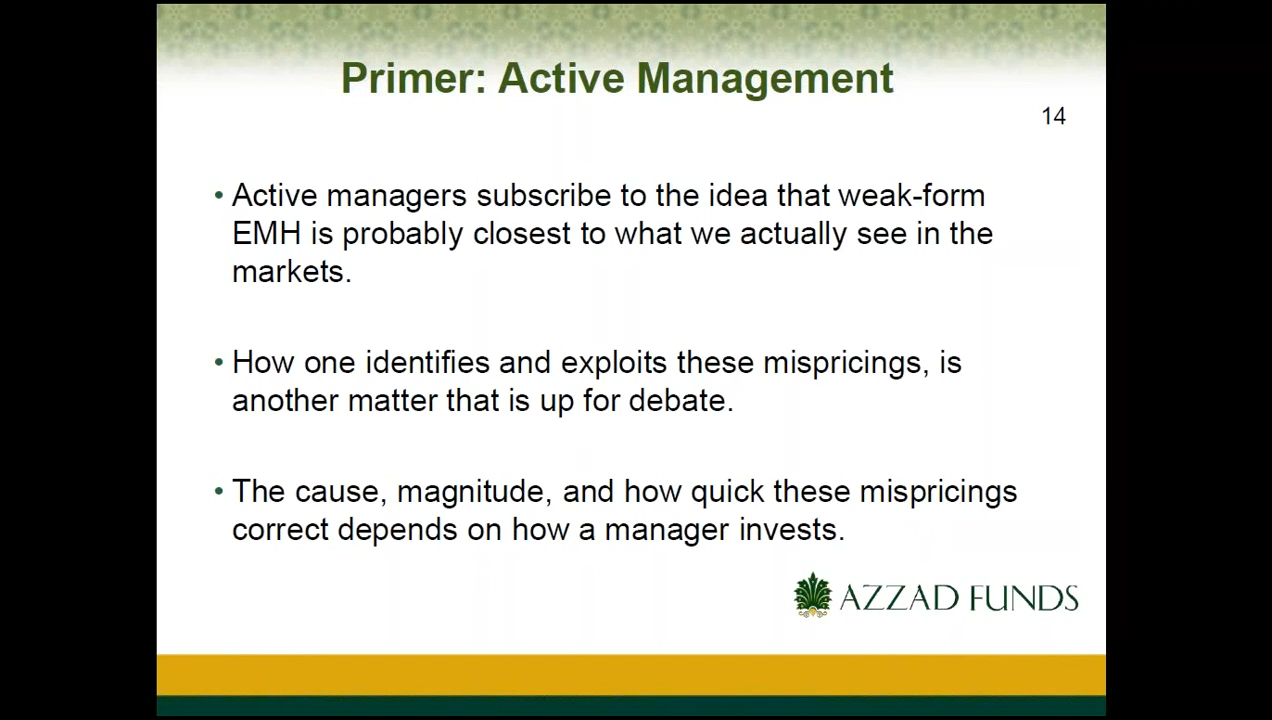 Primer: Active Management
14
• Active managers subscribe to the idea that weak-form
EMH is probably closest to what we actually see in the
markets.
• How one identifies and exploits these mispricings, is
another matter that is up for debate.
• The cause, magnitude, and how quick these mispricings
correct depends on how a manager invests.
AZZAD FUNDS